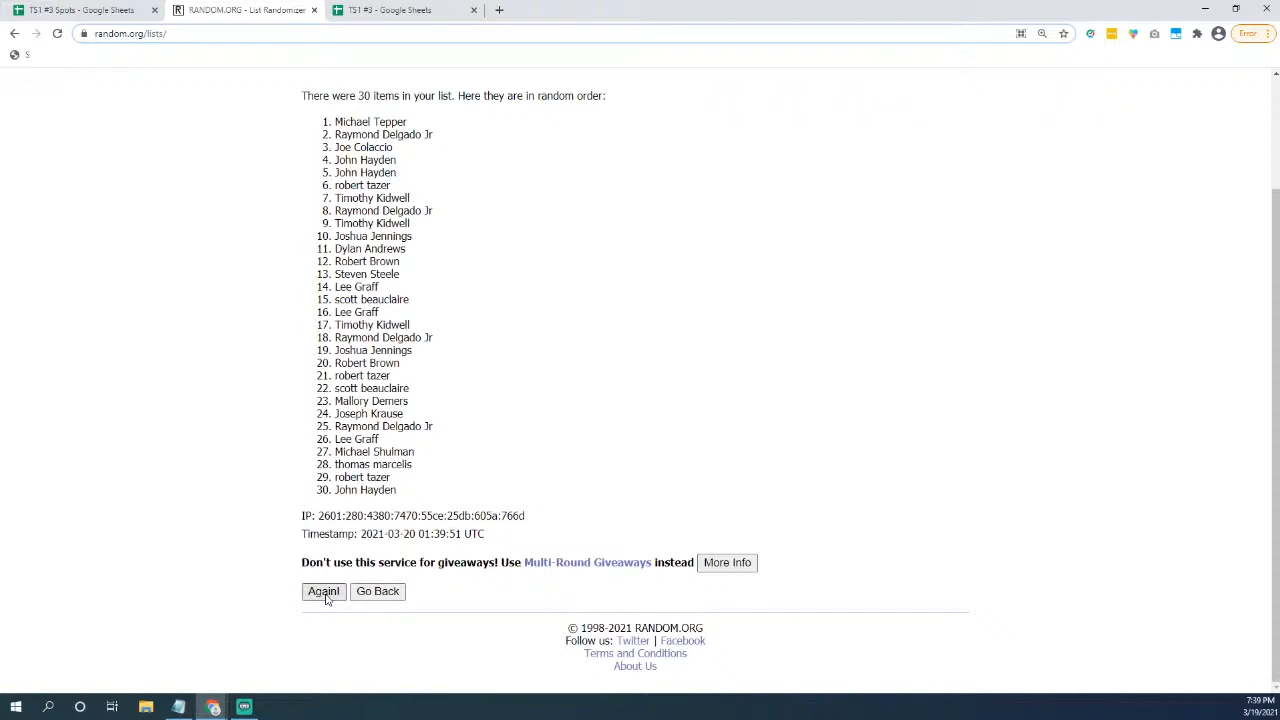 TS1 #3 Spots - Google Sheets
RANDOM.ORG - List Randomizer
TS1 #3 - Google Sheets
random.org/lists/
Error
S
There were 30 items in your list. Here they are in random order:
1. Michael Tepper
2. Raymond Delgado Jr
3. Joe Colaccio
4. John Hayden
5. John Hayden
6. robert tazer
7. Timothy Kidwell
8. Raymond Delgado Jr
9. Timothy Kidwell
10. Joshua Jennings
11. Dylan Andrews
12. Robert Brown
13. Steven Steele
14. Lee Graff
15. scott beauclaire
16. Lee Graff
17. Timothy Kidwell
18. Raymond Delgado Jr
19. Joshua Jennings
20. Robert Brown
21. robert tazer
22. scott beauclaire
23. Mallory Demers
24. Joseph Krause
25. Raymond Delgado Jr
26. Lee Graff
27. Michael Shulman
28. thomas marcelis
29. robert tazer
30. John Hayden
IP: 2601:280:4380:7470:55ce:25db:605a:766d
Timestamp: 2021-03-20 01:39:51 UTC
Don't use this service for giveaways! Use Multi-Round Giveaways instead More Info
Again! Go Back
© 1998-2021 RANDOM.ORG
Follow us: Twitter | Facebook
Terms and Conditions
About Us
7:39 PM
3/19/2021